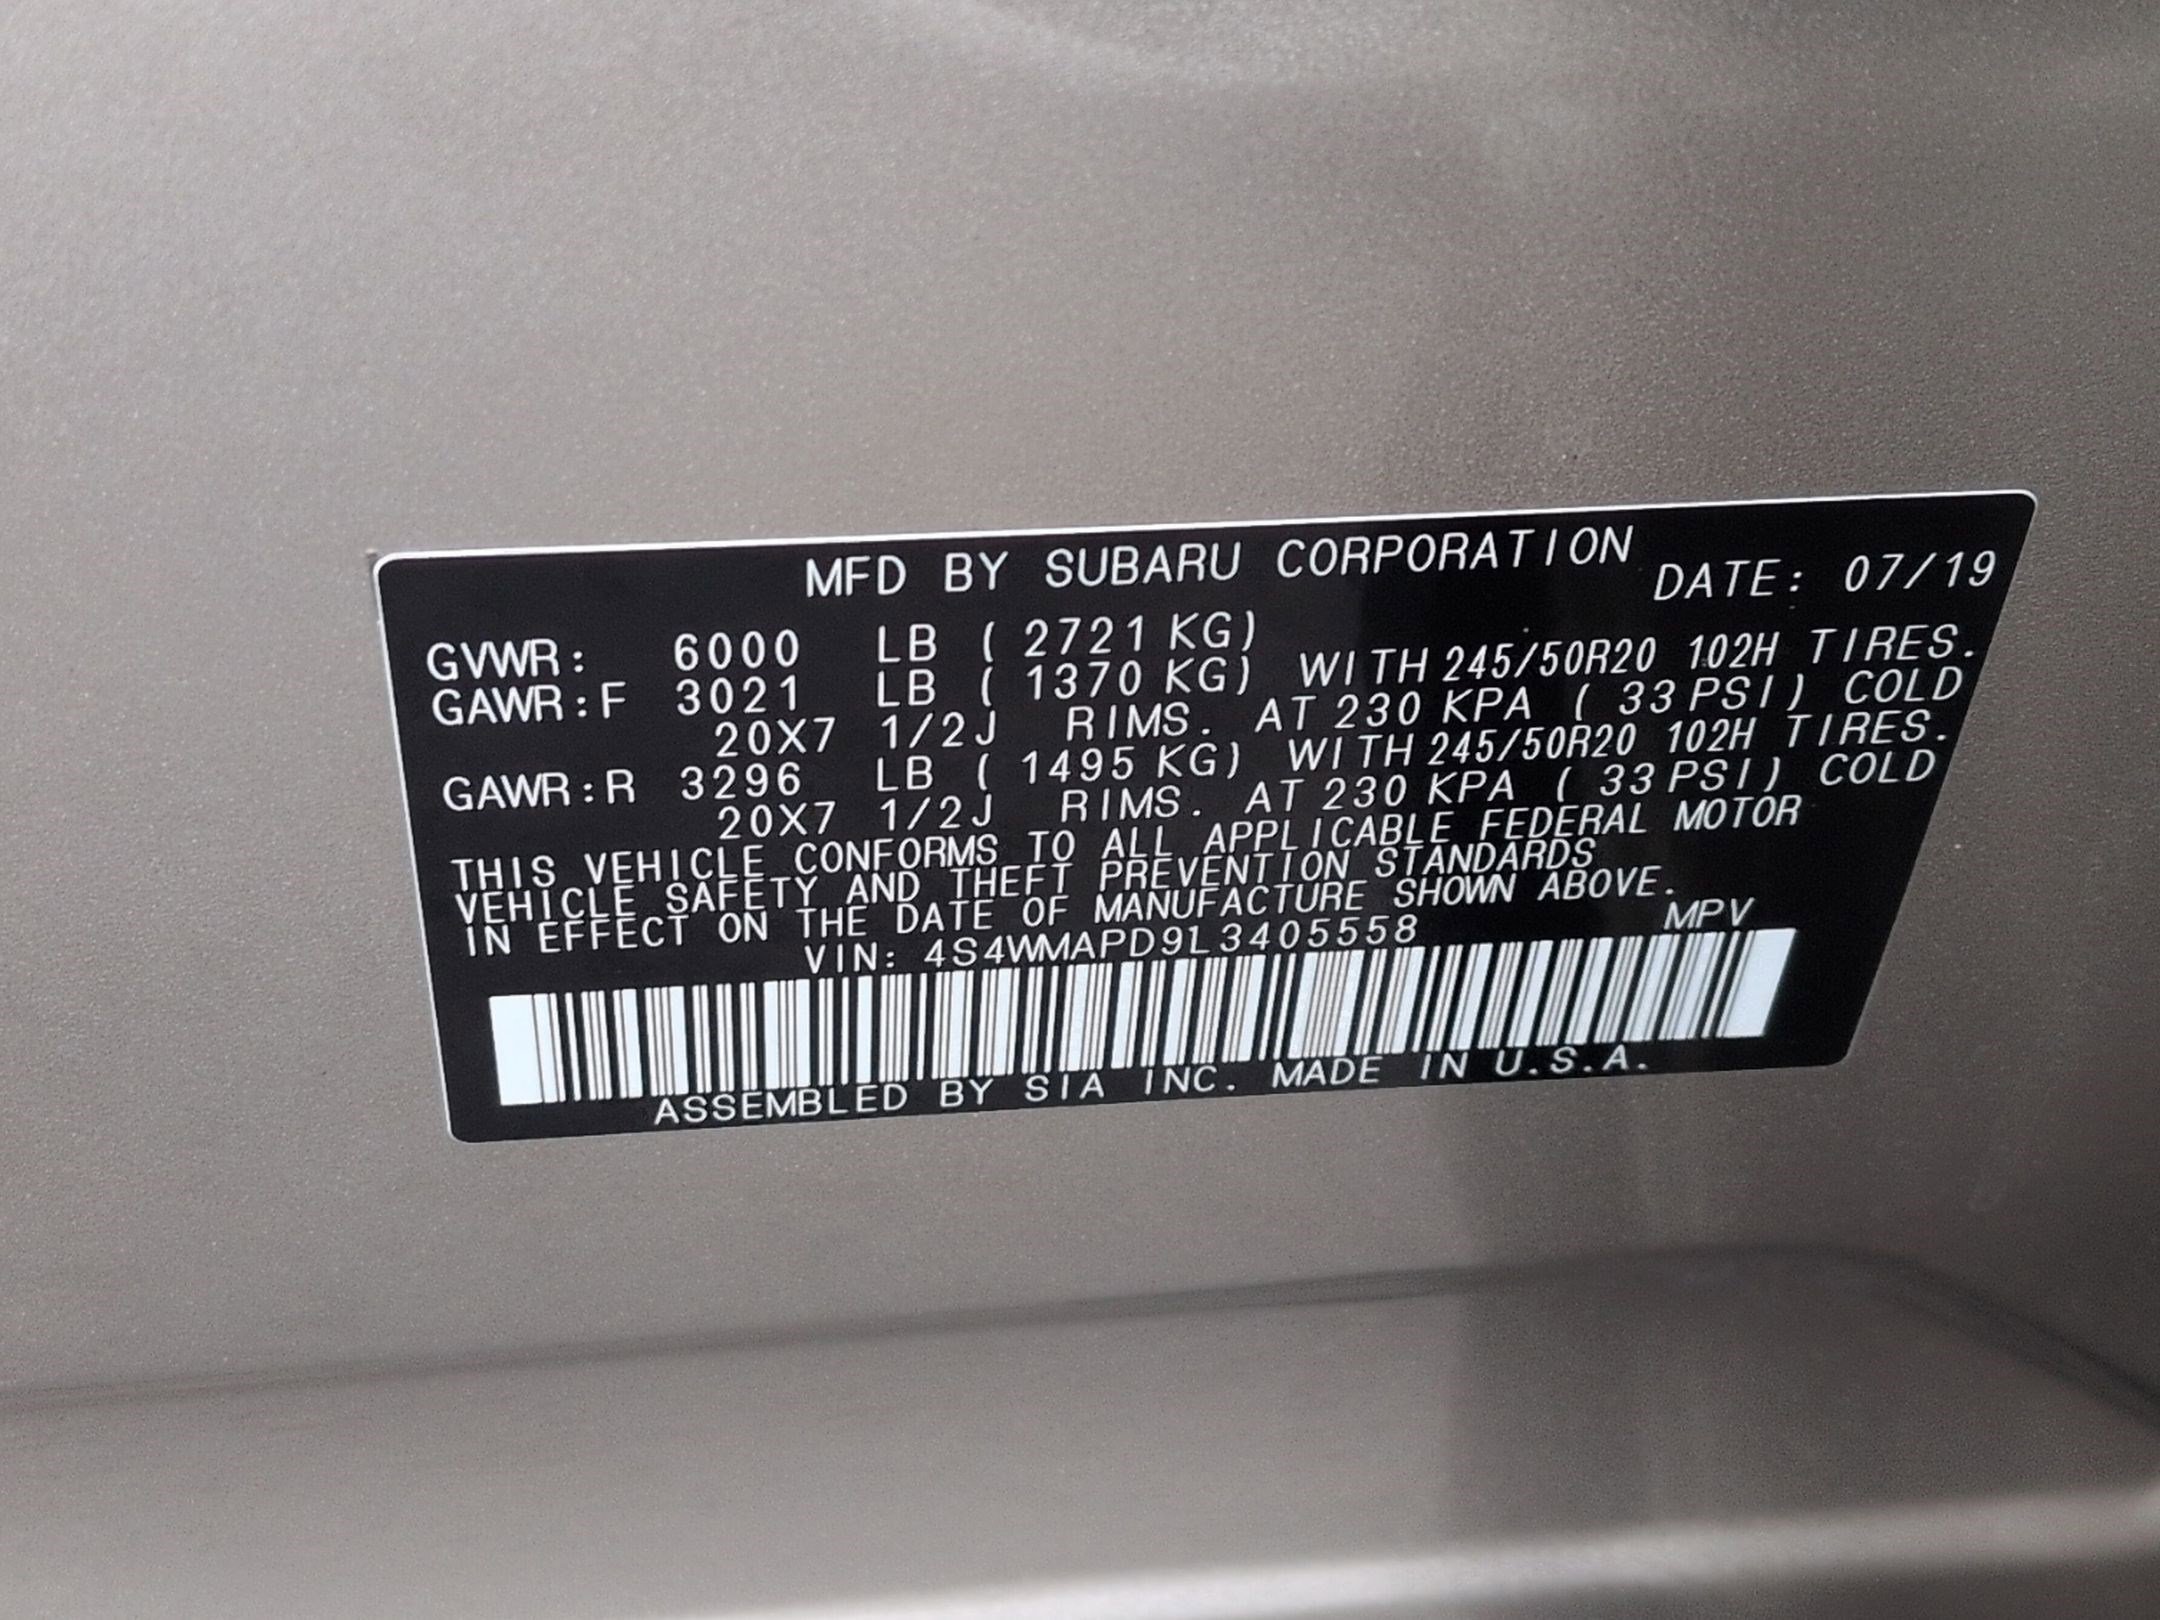 MFD BY SUBARU CORPORATION
DATE: 07/19
GVWR: 6000 LB ( 2721 KG)
GAWR:F 3021 LB ( 1370 KG) WITH 245/50R20 102H TIRES.
20X7 1/2J RIMS. AT 230 KPA ( 33 PSI) COLD
GAWR:R 3296 LB ( 1495 KG) WITH 245/50R20 102H TIRES.
20X7 1/2J RIMS. AT 230 KPA ( 33 PSI) COLD
THIS VEHICLE CONFORMS TO ALL APPLICABLE FEDERAL MOTOR
VEHICLE SAFETY AND THEFT PREVENTION STANDARDS
IN EFFECT ON THE DATE OF MANUFACTURE SHOWN ABOVE.
VIN: 4S4WMAPD9L3405558 MPV
ASSEMBLED BY SIA INC. MADE IN U.S.A.